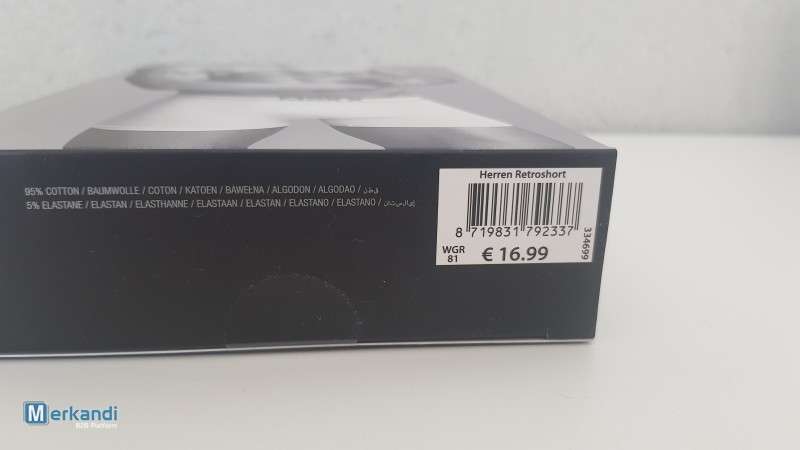 95% COTTON / BAUMWOLLE / COTON / KATOEN / BAWEŁNA / ALGODON / ALGODAO / قطن
5% ELASTANE / ELASTAN / ELASTHANNE / ELASTAAN / ELASTAN / ELASTANO / ELASTANO /
Herren Retroshort
8 719831 792337
334699
WGR
81
€ 16.99
Merkandi
B2B Platform